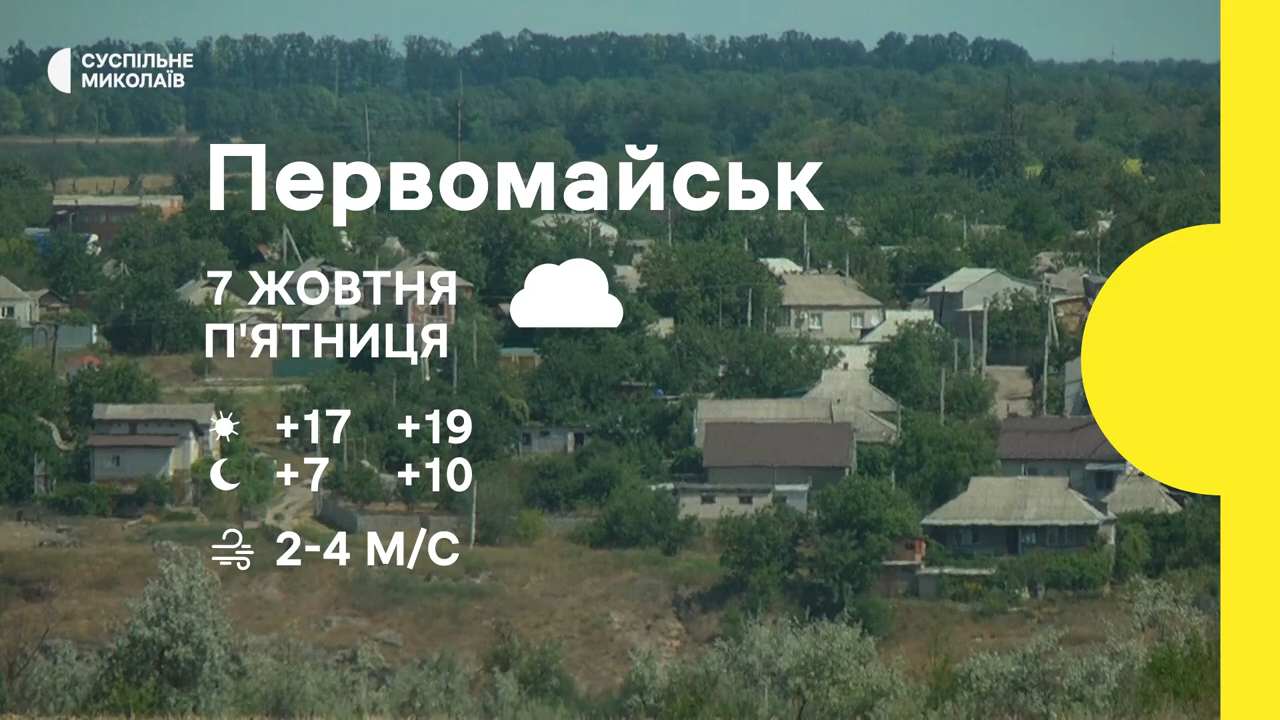 СУСПІЛЬНЕ
МИКОЛАЇВ
Первомайськ
7 ЖОВТНЯ
П'ЯТНИЦЯ
+17 +19
+7 +10
2-4 М/С